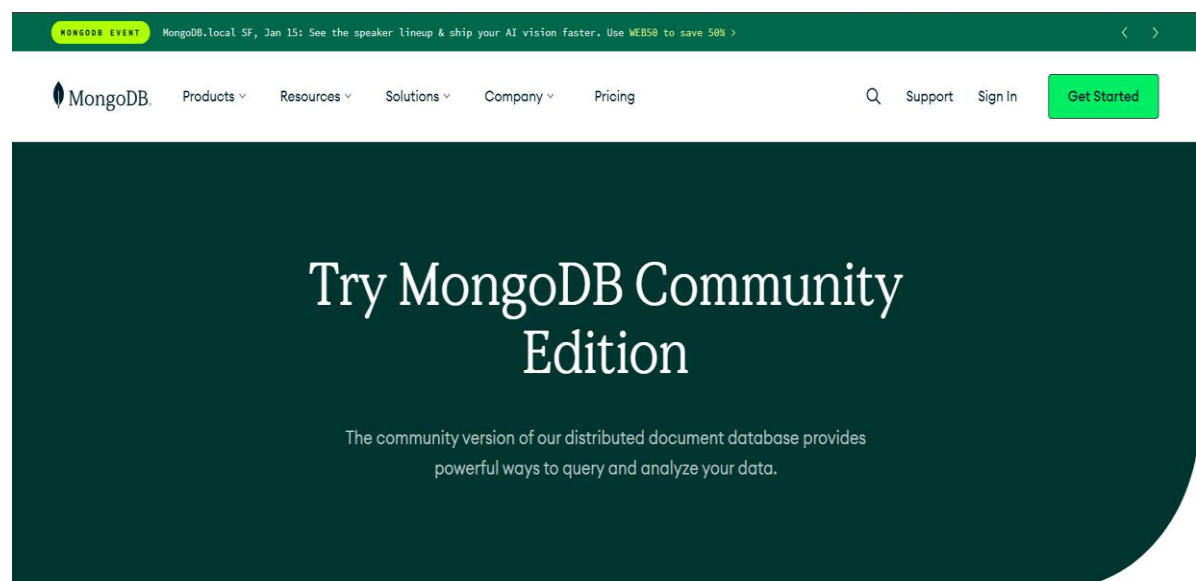 MONGODB EVENT MongoDB.local SF, Jan 15: See the speaker lineup & ship your AI vision faster. Use WEB50 to save 50% >
MongoDB. Products Resources Solutions Company Pricing Support Sign In Get Started
Try MongoDB Community
Edition
The community version of our distributed document database provides
powerful ways to query and analyze your data.